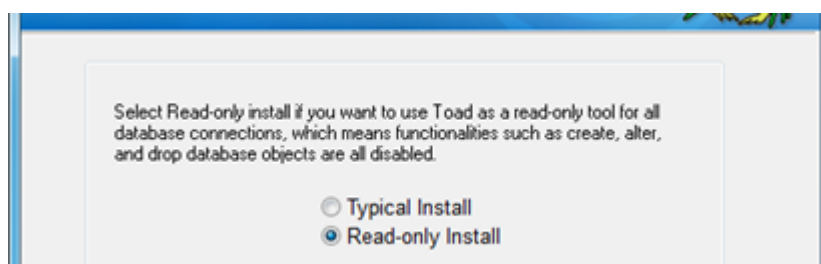 Select Read-only install if you want to use Toad as a read-only tool for all
database connections, which means functionalities such as create, alter,
and drop database objects are all disabled.
Typical Install
Read-only Install